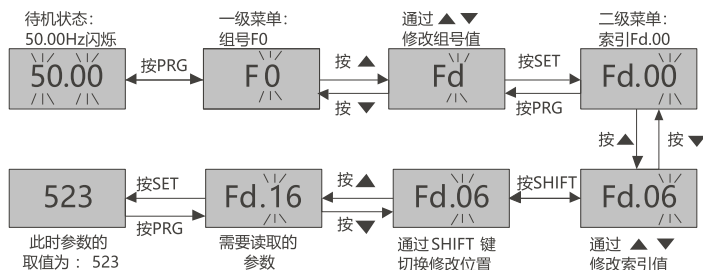 待机状态：
50.00Hz闪烁
一级菜单：
组号F0
通过 ▲ ▼
修改组号值
二级菜单：
索引Fd.00
50.00
按PRG
F0
按 ▲
按 ▼
Fd
按SET
按PRG
Fd.00
按▲
按 ▼
523
按SET
按PRG
Fd.16
按▲
按▼
Fd.06
按SHIFT
Fd.06
此时参数的
取值为：523
需要读取的
参数
通过 SHIFT 键
切换修改位置
通过 ▲ ▼
修改索引值